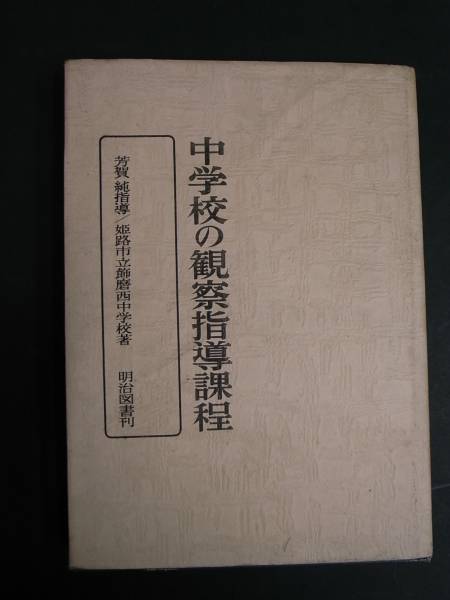 中学校の観察指導課程
芳賀 純指導／姫路市立飾磨西中学校著
明治図書刊